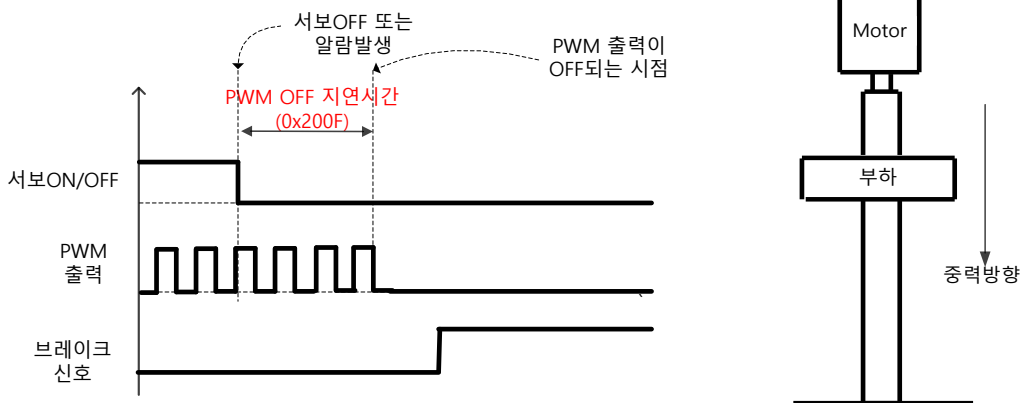 서보OFF 또는
알람발생
PWM 출력이
OFF되는 시점
PWM OFF 지연시간
(0x200F)
서보ON/OFF
PWM
출력
브레이크
신호
Motor
부하
중력방향